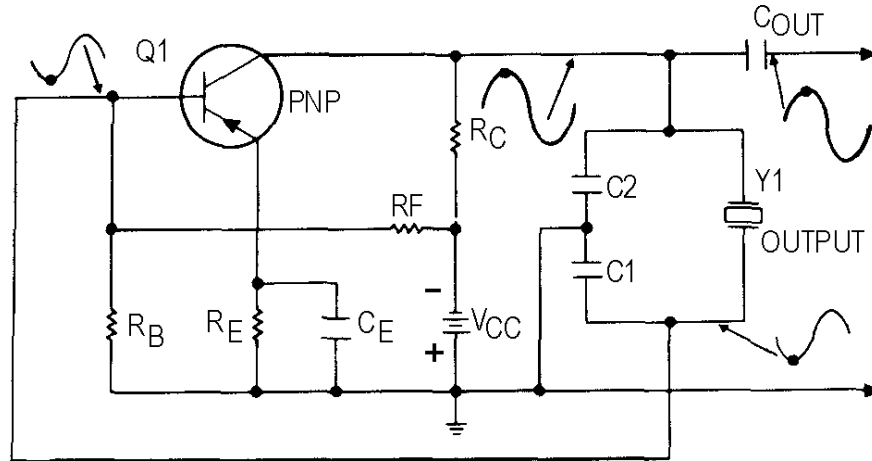 COUT
Q1
PNP
RC
C2
Y1
RF
OUTPUT
C1
RB
RE
CE
−
VCC
+